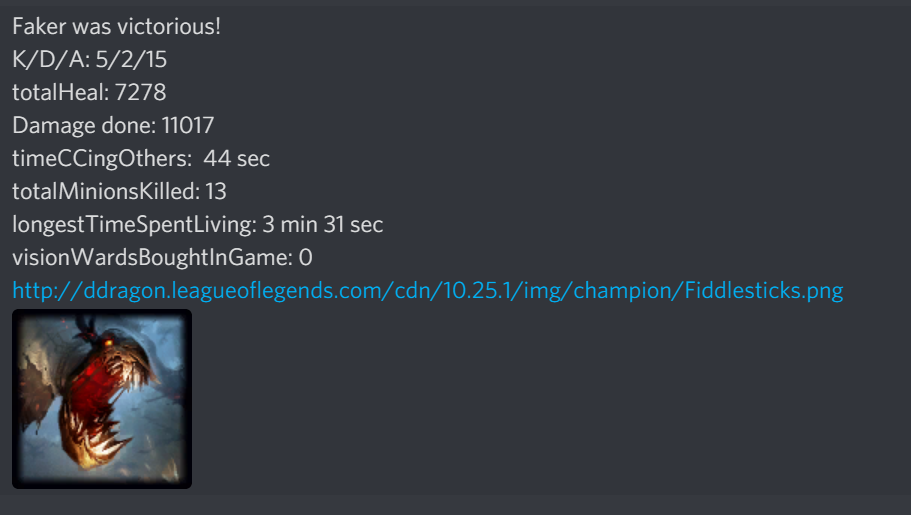 Faker was victorious!
K/D/A: 5/2/15
totalHeal: 7278
Damage done: 11017
timeCCingOthers:  44 sec
totalMinionsKilled: 13
longestTimeSpentLiving: 3 min 31 sec
visionWardsBoughtInGame: 0
http://ddragon.leagueoflegends.com/cdn/10.25.1/img/champion/Fiddlesticks.png